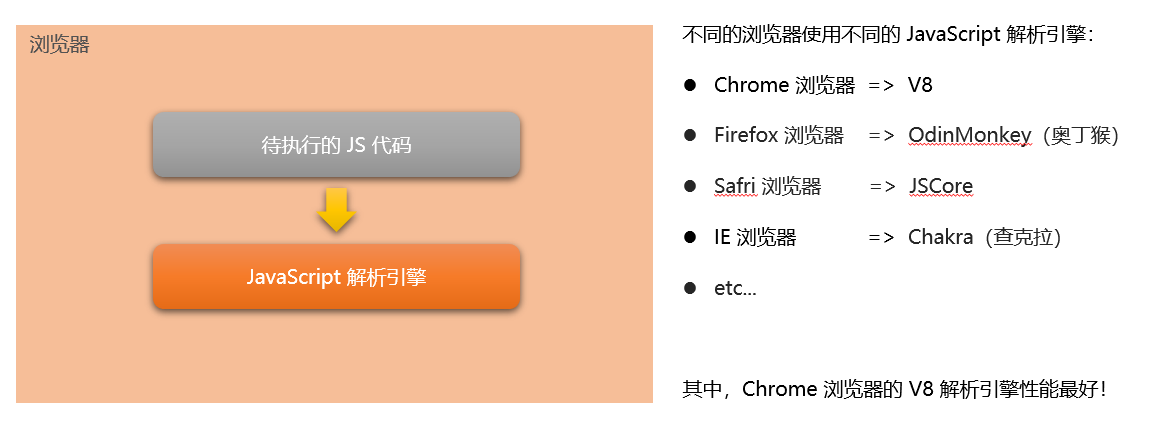 浏览器
待执行的 JS 代码
JavaScript 解析引擎
不同的浏览器使用不同的 JavaScript 解析引擎：
● Chrome 浏览器 => V8
● Firefox 浏览器 => OdinMonkey（奥丁猴）
● Safri 浏览器 => JSCore
● IE 浏览器 => Chakra（查克拉）
● etc...
其中，Chrome 浏览器的 V8 解析引擎性能最好！